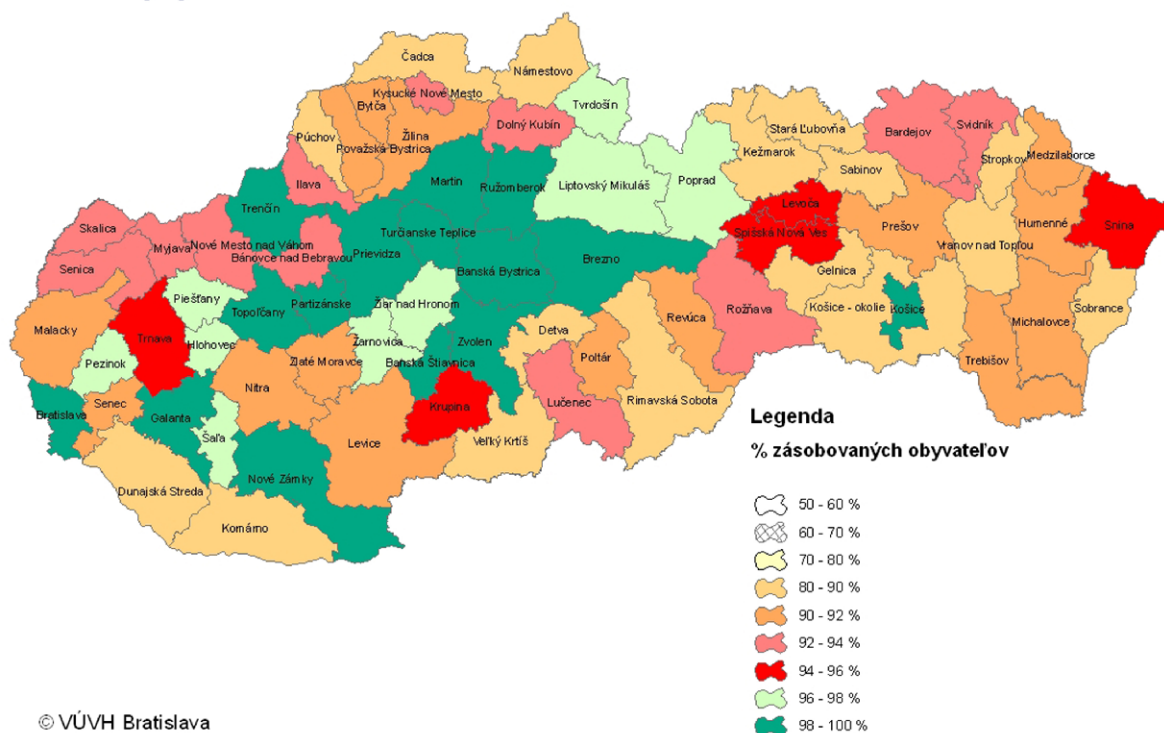 Čadca
Námestovo
Kysucké Nové Mesto
Tvrdošín
Bytča
Púchov
Žilina
Dolný Kubín
Považská Bystrica
Stará Ľubovňa
Bardejov
Svidník
Kežmarok
Stropkov
Medzilaborce
Sabinov
Ilava
Martin
Ružomberok
Liptovský Mikuláš
Poprad
Trenčín
Levoča
Skalica
Turčianske Teplice
Spišská Nová Ves
Prešov
Humenné
Snina
Myjava
Nové Mesto nad Váhom
Vranov nad Topľou
Bánovce nad Bebravou
Prievidza
Banská Bystrica
Brezno
Senica
Gelnica
Piešťany
Partizánske
Žiar nad Hronom
Topoľčany
Rožňava
Košice - okolie
Košice
Sobrance
Malacky
Trnava
Revúca
Michalovce
Hlohovec
Detva
Zvolen
Žarnovica
Zlaté Moravce
Poltár
Trebišov
Pezinok
Banská Štiavnica
Nitra
Rimavská Sobota
Bratislava
Senec
Galanta
Krupina
Lučenec
Legenda
Šaľa
Levice
Veľký Krtíš
% zásobovaných obyvateľov
Nové Zámky
Dunajská Streda
50 - 60 %
Komárno
60 - 70 %
70 - 80 %
80 - 90 %
90 - 92 %
92 - 94 %
94 - 96 %
96 - 98 %
98 - 100 %
© VÚVH Bratislava